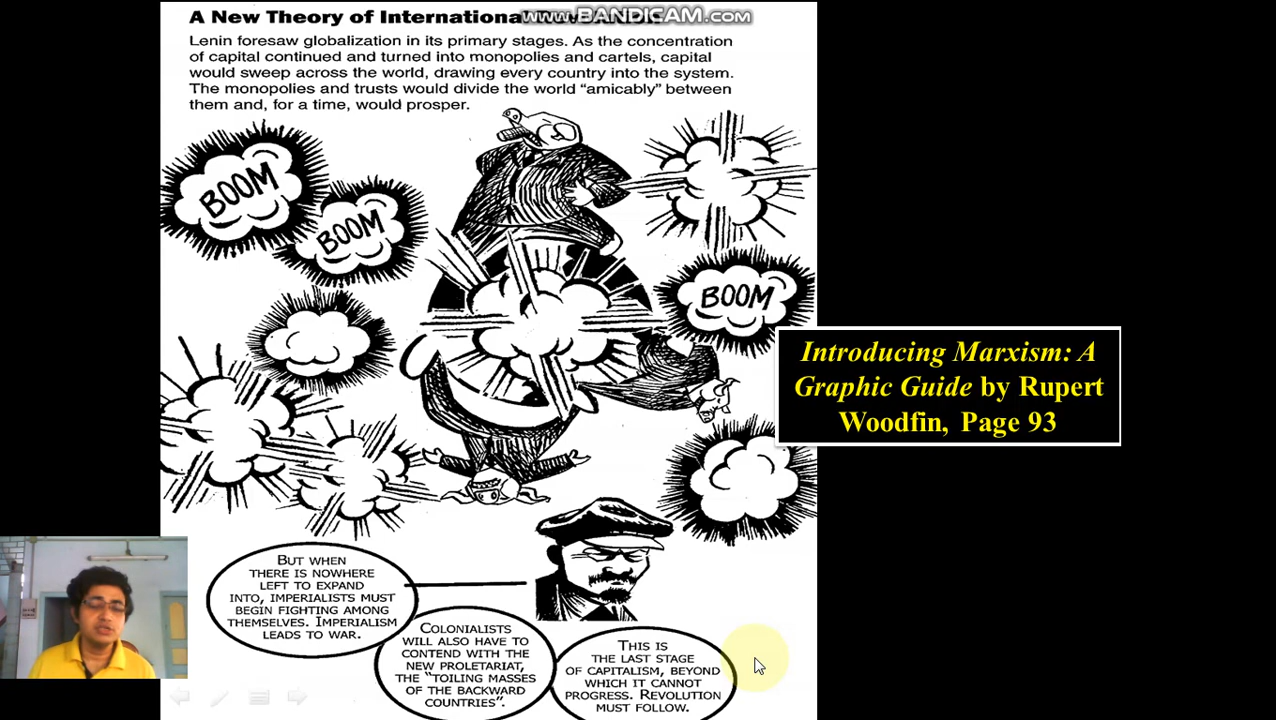 A New Theory of International
www.BANDICAM.com
Lenin foresaw globalization in its primary stages. As the concentration
of capital continued and turned into monopolies and cartels, capital
would sweep across the world, drawing every country into the system.
The monopolies and trusts would divide the world “amicably” between
them and, for a time, would prosper.
BOOM
BOOM
BOOM
Introducing Marxism: A
Graphic Guide by Rupert
Woodfin, Page 93
BUT WHEN
THERE IS NOWHERE
LEFT TO EXPAND
INTO, IMPERIALISTS MUST
BEGIN FIGHTING AMONG
THEMSELVES. IMPERIALISM
LEADS TO WAR.
COLONIALISTS
WILL ALSO HAVE TO
CONTEND WITH THE
NEW PROLETARIAT,
THE “TOILING MASSES
OF THE BACKWARD
COUNTRIES”.
THIS IS
THE LAST STAGE
OF CAPITALISM, BEYOND
WHICH IT CANNOT
PROGRESS. REVOLUTION
MUST FOLLOW.